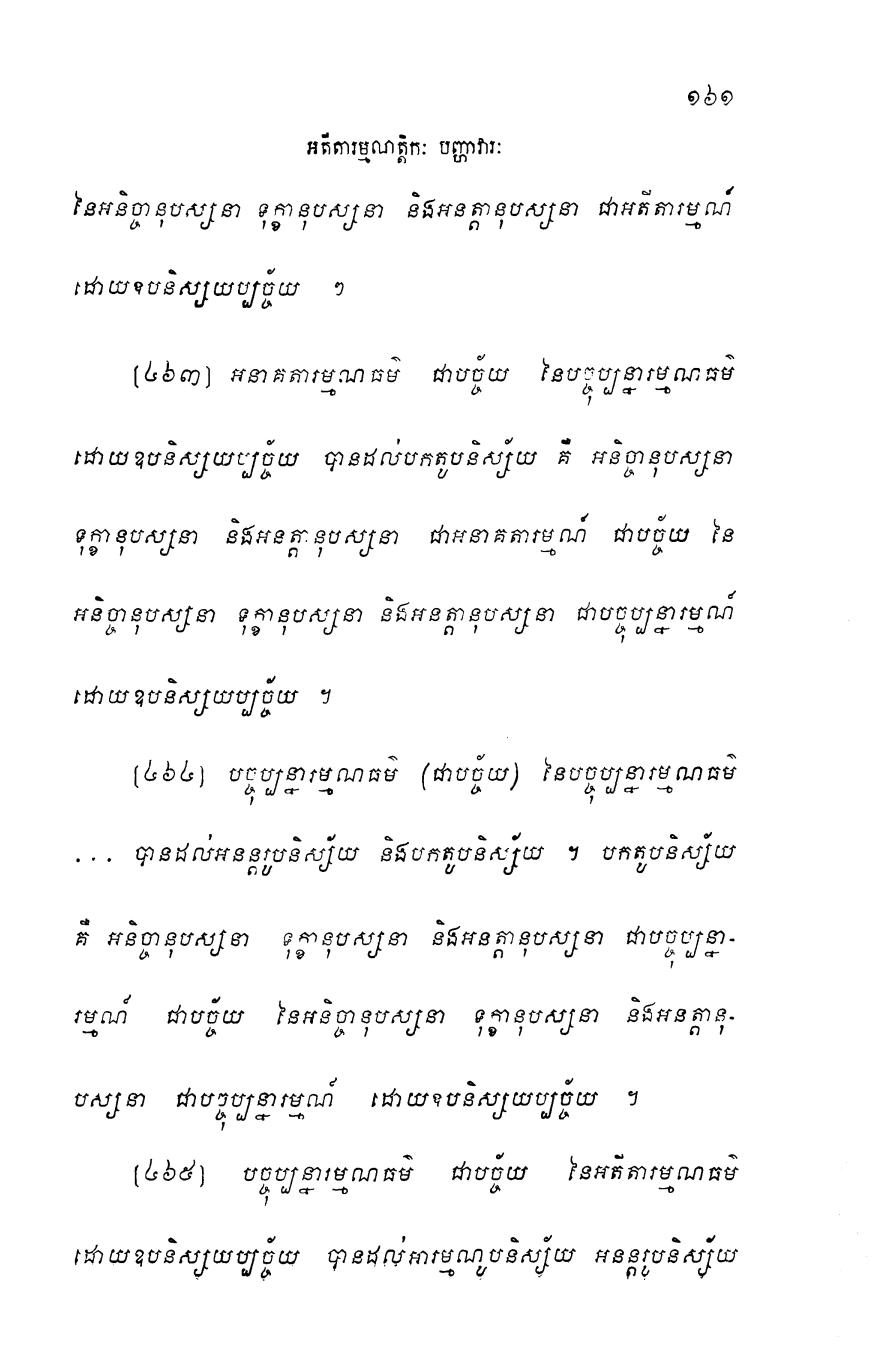 ១៦១
អតីតារម្មណត្តិកៈ បញ្ហាវារៈ
នៃអនិច្ចានុបស្សនា ទុក្ខានុបស្សនា និងអនត្តានុបស្សនា ជាអតីតារម្មណ៍
ដោយឧបនិស្សយប្បច្ច័យ ។
(៤៦៣) អនាគតារម្មណធម៌ ជាបច្ច័យ នៃបច្ចុប្បន្នារម្មណធម៌
ដោយឧបនិស្សយប្បច្ច័យ បានដល់បកតូបនិស្ស័យ គឺ អនិច្ចានុបស្សនា
ទុក្ខានុបស្សនា និងអនត្តានុបស្សនា ជាអនាគតារម្មណ៍ ជាបច្ច័យ នៃ
អនិច្ចានុបស្សនា ទុក្ខានុបស្សនា និងអនត្តានុបស្សនា ជាបច្ចុប្បន្នារម្មណ៍
ដោយឧបនិស្សយប្បច្ច័យ ។
(៤៦៤) បច្ចុប្បន្នារម្មណធម៌ (ជាបច្ច័យ) នៃបច្ចុប្បន្នារម្មណធម៌
... បានដល់អនន្តរូបនិស្ស័យ និងបកតូបនិស្ស័យ ។ បកតូបនិស្ស័យ
គឺ អនិច្ចានុបស្សនា ទុក្ខានុបស្សនា និងអនត្តានុបស្សនា ជាបច្ចុប្បន្នា-
រម្មណ៍ ជាបច្ច័យ នៃអនិច្ចានុបស្សនា ទុក្ខានុបស្សនា និងអនត្តានុ-
បស្សនា ជាបច្ចុប្បន្នារម្មណ៍ ដោយឧបនិស្សយប្បច្ច័យ ។
(៤៦៥) បច្ចុប្បន្នារម្មណធម៌ ជាបច្ច័យ នៃអតីតារម្មណធម៌
ដោយឧបនិស្សយប្បច្ច័យ បានដល់អារម្មណូបនិស្ស័យ អនន្តរូបនិស្ស័យ